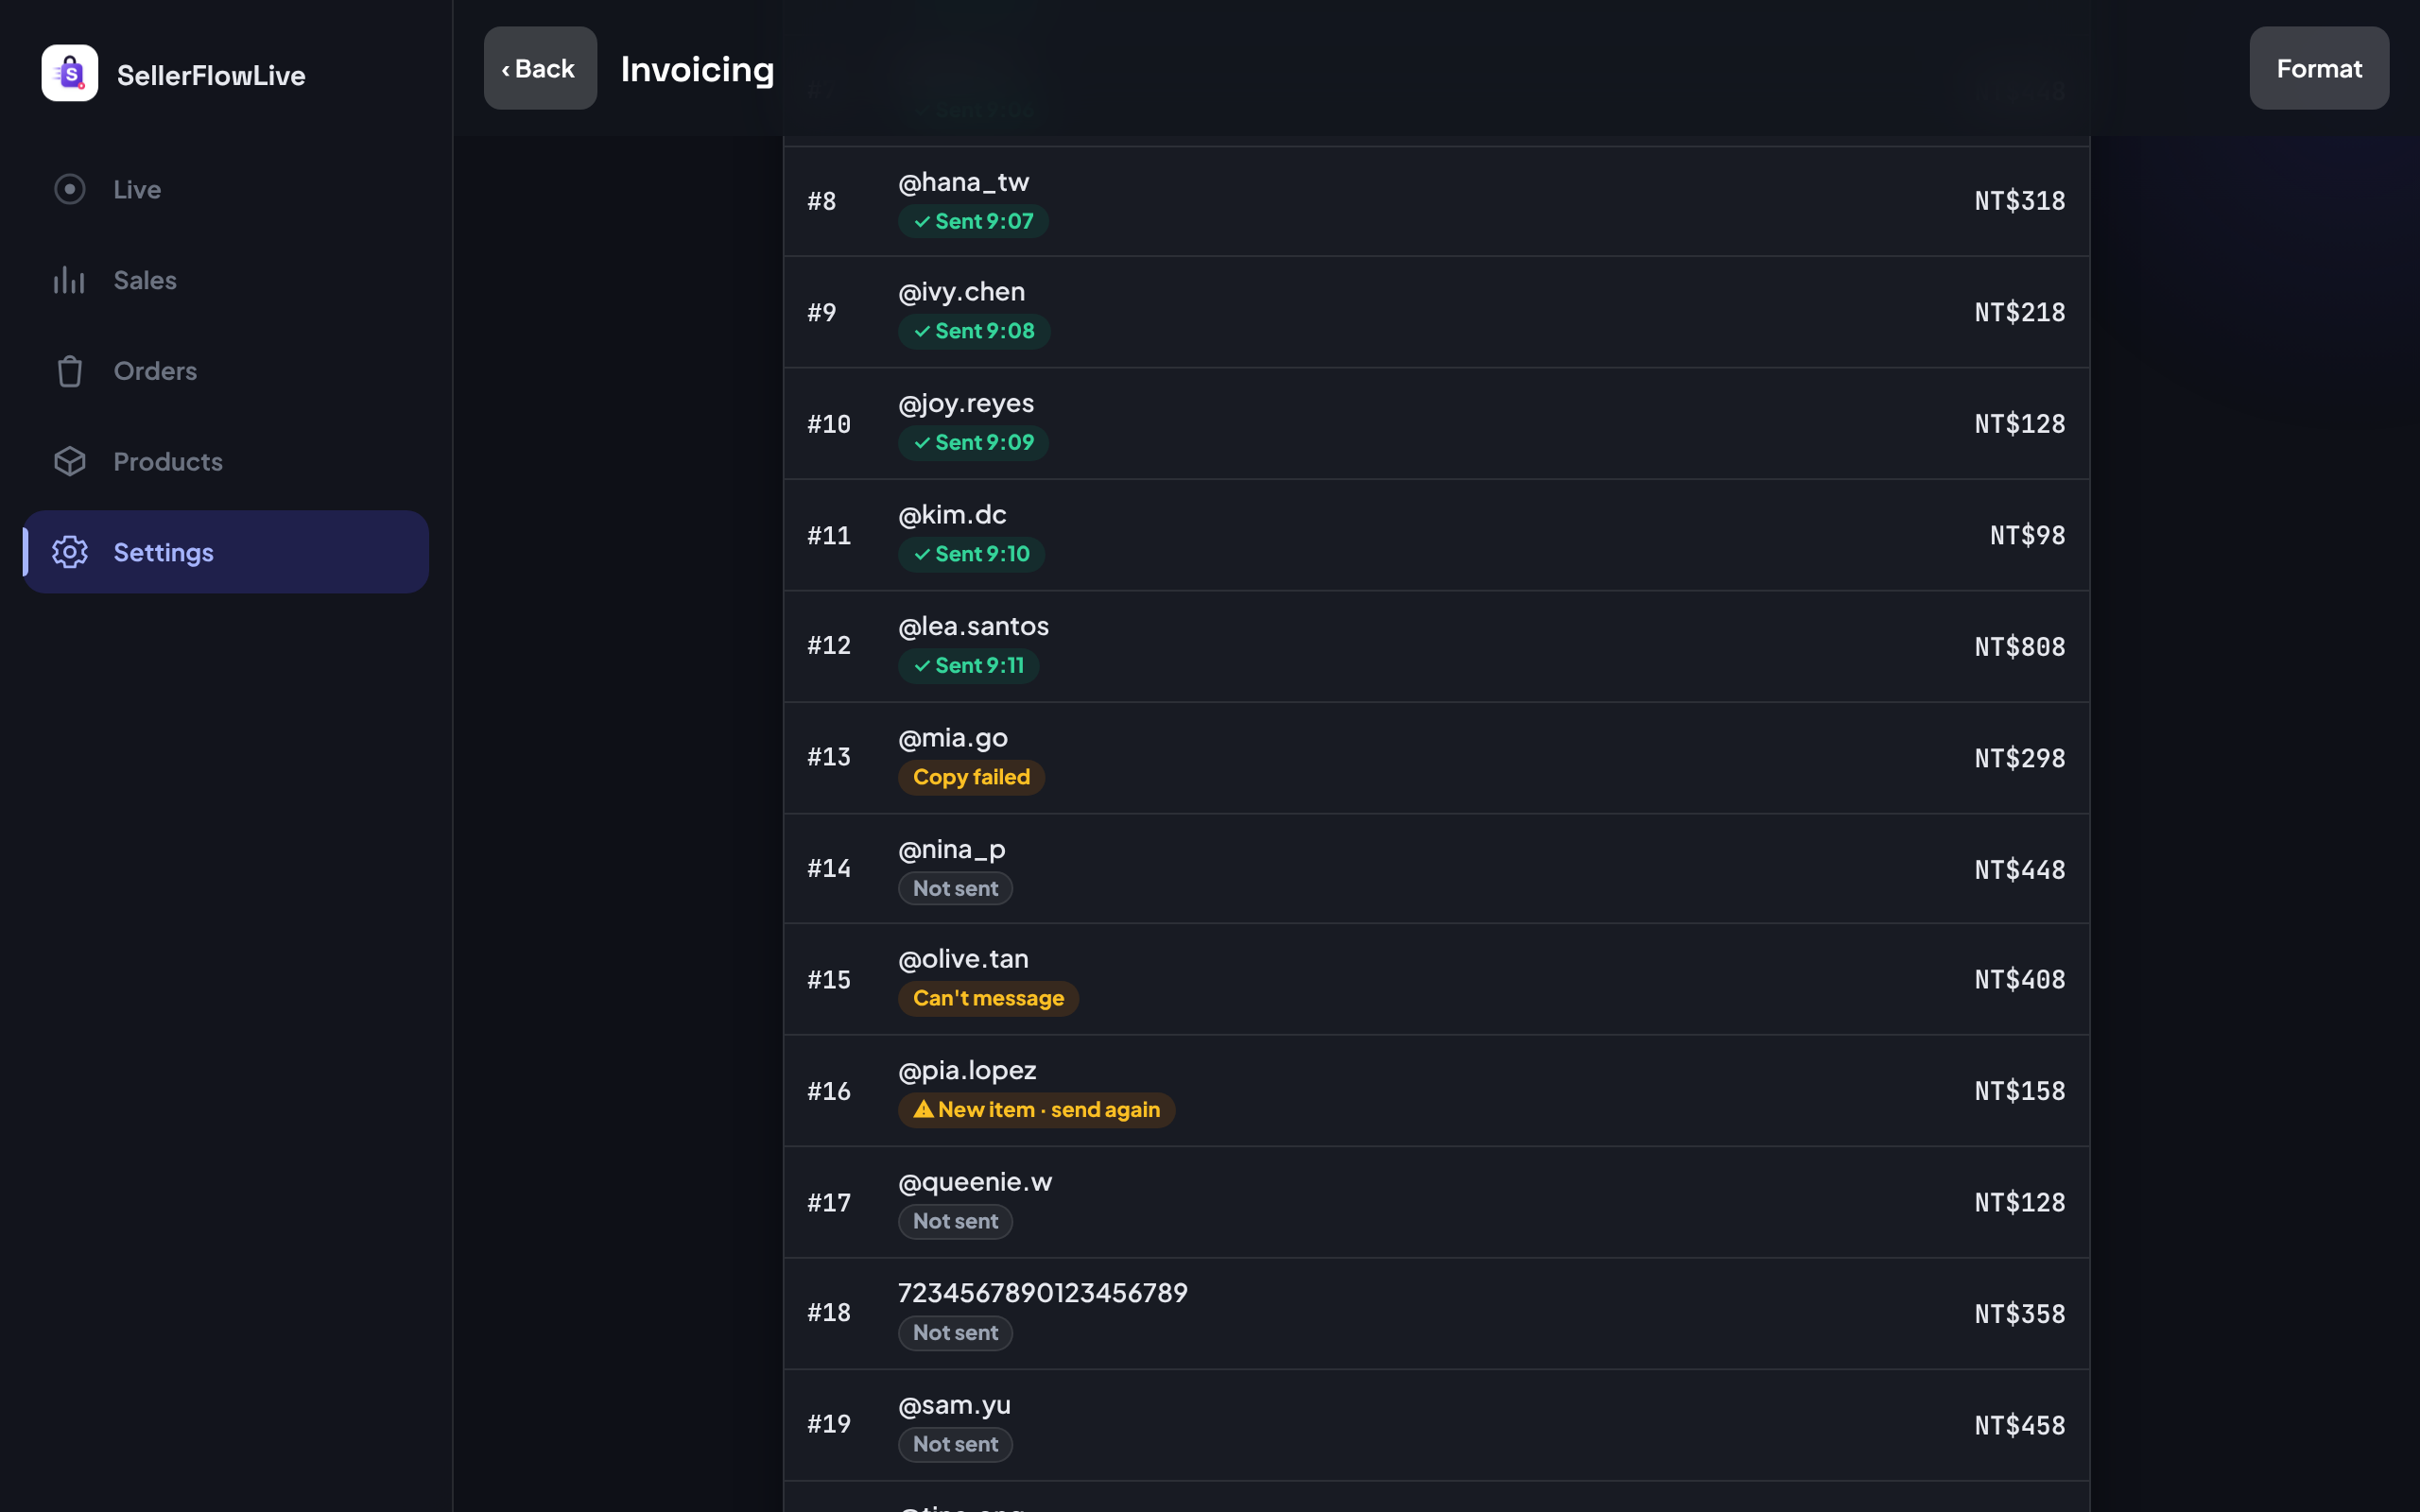 SellerFlowLive
Live
Sales
Orders
Products
Settings
‹ Back
Invoicing
Format
#8
@hana_tw
✓ Sent 9:07
NT$318
#9
@ivy.chen
✓ Sent 9:08
NT$218
#10
@joy.reyes
✓ Sent 9:09
NT$128
#11
@kim.dc
✓ Sent 9:10
NT$98
#12
@lea.santos
✓ Sent 9:11
NT$808
#13
@mia.go
Copy failed
NT$298
#14
@nina_p
Not sent
NT$448
#15
@olive.tan
Can't message
NT$408
#16
@pia.lopez
⚠ New item · send again
NT$158
#17
@queenie.w
Not sent
NT$128
#18
7234567890123456789
Not sent
NT$358
#19
@sam.yu
Not sent
NT$458